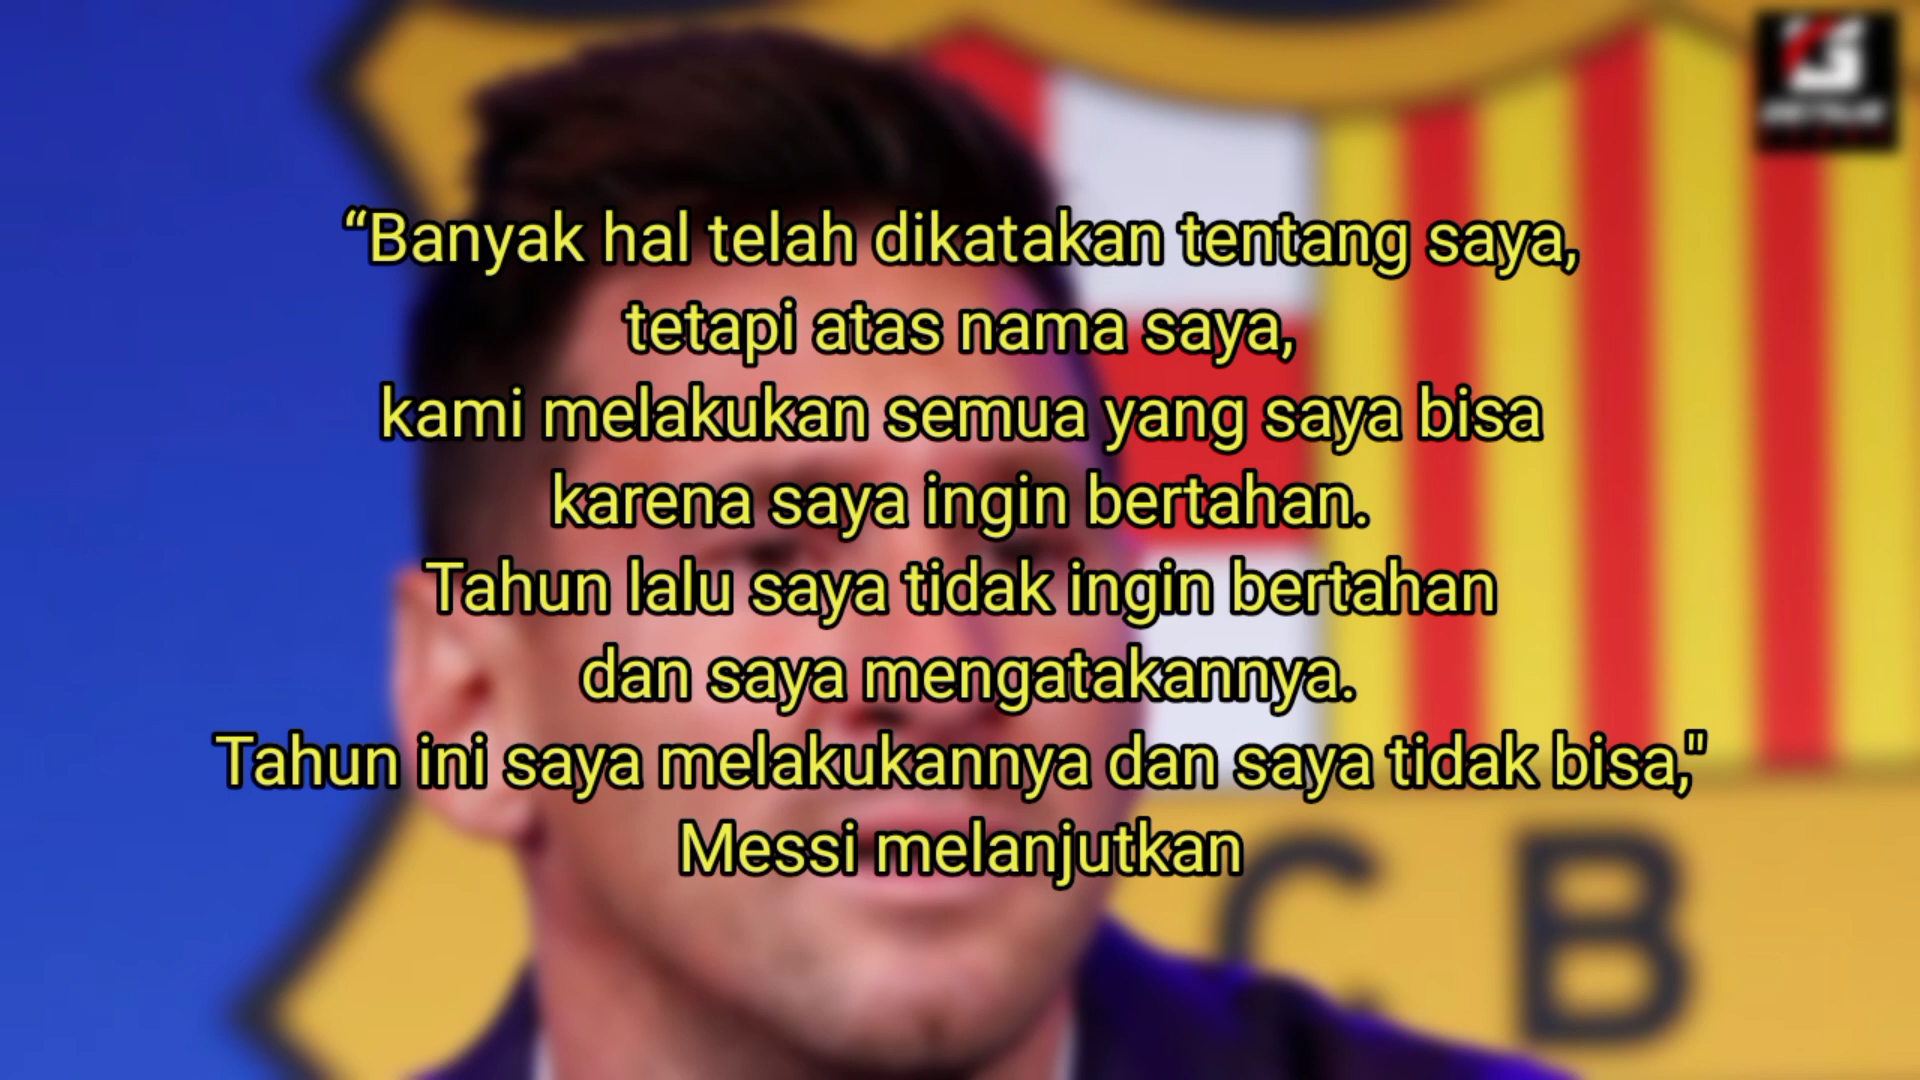 “Banyak hal telah dikatakan tentang saya,
tetapi atas nama saya,
kami melakukan semua yang saya bisa
karena saya ingin bertahan.
Tahun lalu saya tidak ingin bertahan
dan saya mengatakannya.
Tahun ini saya melakukannya dan saya tidak bisa,"
Messi melanjutkan
C B